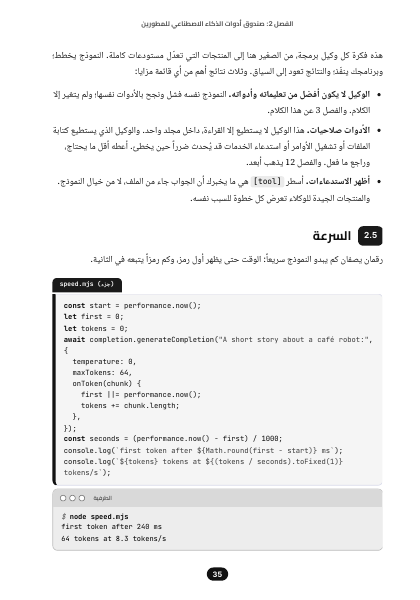 الفصل 2: صندوق أدوات الذكاء الاصطناعي للمطورين
هذه فكرة كل وكيل برمجة، من الصغير هنا إلى المنتجات التي تعدّل مستودعات كاملة. النموذج يخطط؛
وبرنامجك ينفّذ؛ والنتائج تعود إلى السياق. وثلاث نتائج أهم من أي قائمة مزايا:
• الوكيل لا يكون أفضل من تعليماته وأدواته. النموذج نفسه فشل ونجح بالأدوات نفسها؛ ولم يتغير إلا
الكلام. والفصل 3 عن هذا الكلام.
• الأدوات صلاحيات. هذا الوكيل لا يستطيع إلا القراءة، داخل مجلد واحد. والوكيل الذي يستطيع كتابة
الملفات أو تشغيل الأوامر أو استدعاء الخدمات قد يُحدث ضرراً حين يخطئ. أعطه أقل ما يحتاج،
وراجع ما فعل. والفصل 12 يذهب أبعد.
• أظهر الاستدعاءات. أسطر [tool] هي ما يخبرك أن الجواب جاء من الملف، لا من خيال النموذج.
والمنتجات الجيدة للوكلاء تعرض كل خطوة للسبب نفسه.
2.5 السرعة
رقمان يصفان كم يبدو النموذج سريعاً: الوقت حتى يظهر أول رمز، وكم رمزاً يتبعه في الثانية.
speed.mjs (جزء)
const start = performance.now();
let first = 0;
let tokens = 0;
await completion.generateCompletion("A short story about a café robot:",
{
  temperature: 0,
  maxTokens: 64,
  onToken(chunk) {
    first ||= performance.now();
    tokens += chunk.length;
  },
});
const seconds = (performance.now() - first) / 1000;
console.log(`first token after ${Math.round(first - start)} ms`);
console.log(`${tokens} tokens at ${(tokens / seconds).toFixed(1)}
tokens/s`);
الطرفية
$ node speed.mjs
first token after 240 ms
64 tokens at 8.3 tokens/s
35